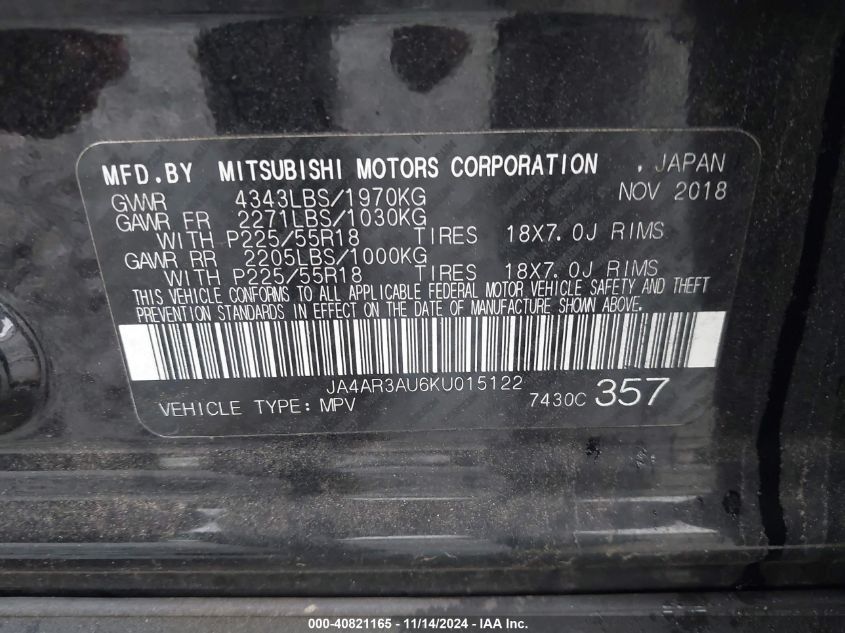 MFD.BY MITSUBISHI MOTORS CORPORATION , JAPAN
GVWR 4343LBS/1970KG NOV 2018
GAWR FR 2271LBS/1030KG
WITH P225/55R18 TIRES 18X7.0J RIMS
GAWR RR 2205LBS/1000KG
WITH P225/55R18 TIRES 18X7.0J RIMS
THIS VEHICLE CONFORMS TO ALL APPLICABLE FEDERAL MOTOR VEHICLE SAFETY AND THEFT
PREVENTION STANDARDS IN EFFECT ON THE DATE OF MANUFACTURE SHOWN ABOVE.
JA4AR3AU6KU015122
VEHICLE TYPE: MPV 7430C 357
000-40821165 - 11/14/2024 - IAAI Inc.